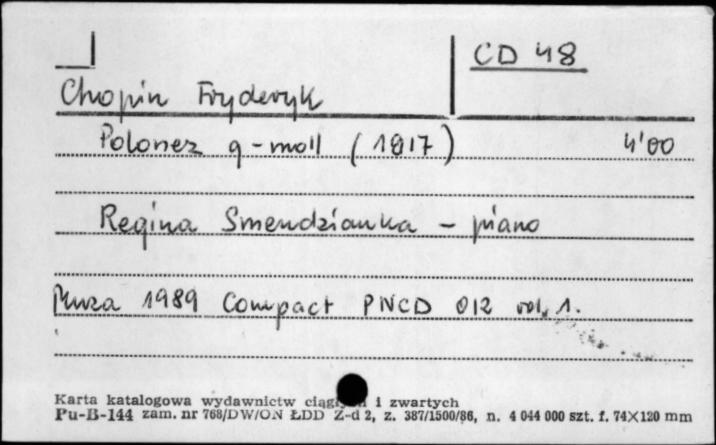 CD 48
Chopin Fryderyk
Polonez g-moll (1817) 4'00
Regina Smendzianka - piano
Muza 1989 Compact PNCD 012 vol. 1.
Karta katalogowa wydawnictw ciągłych i zwartych
Pu-B-144 zam. nr 768/DW/ON ŁDD Z-d 2, z. 387/1500/86, n. 4 044 000 szt. f. 74X120 mm